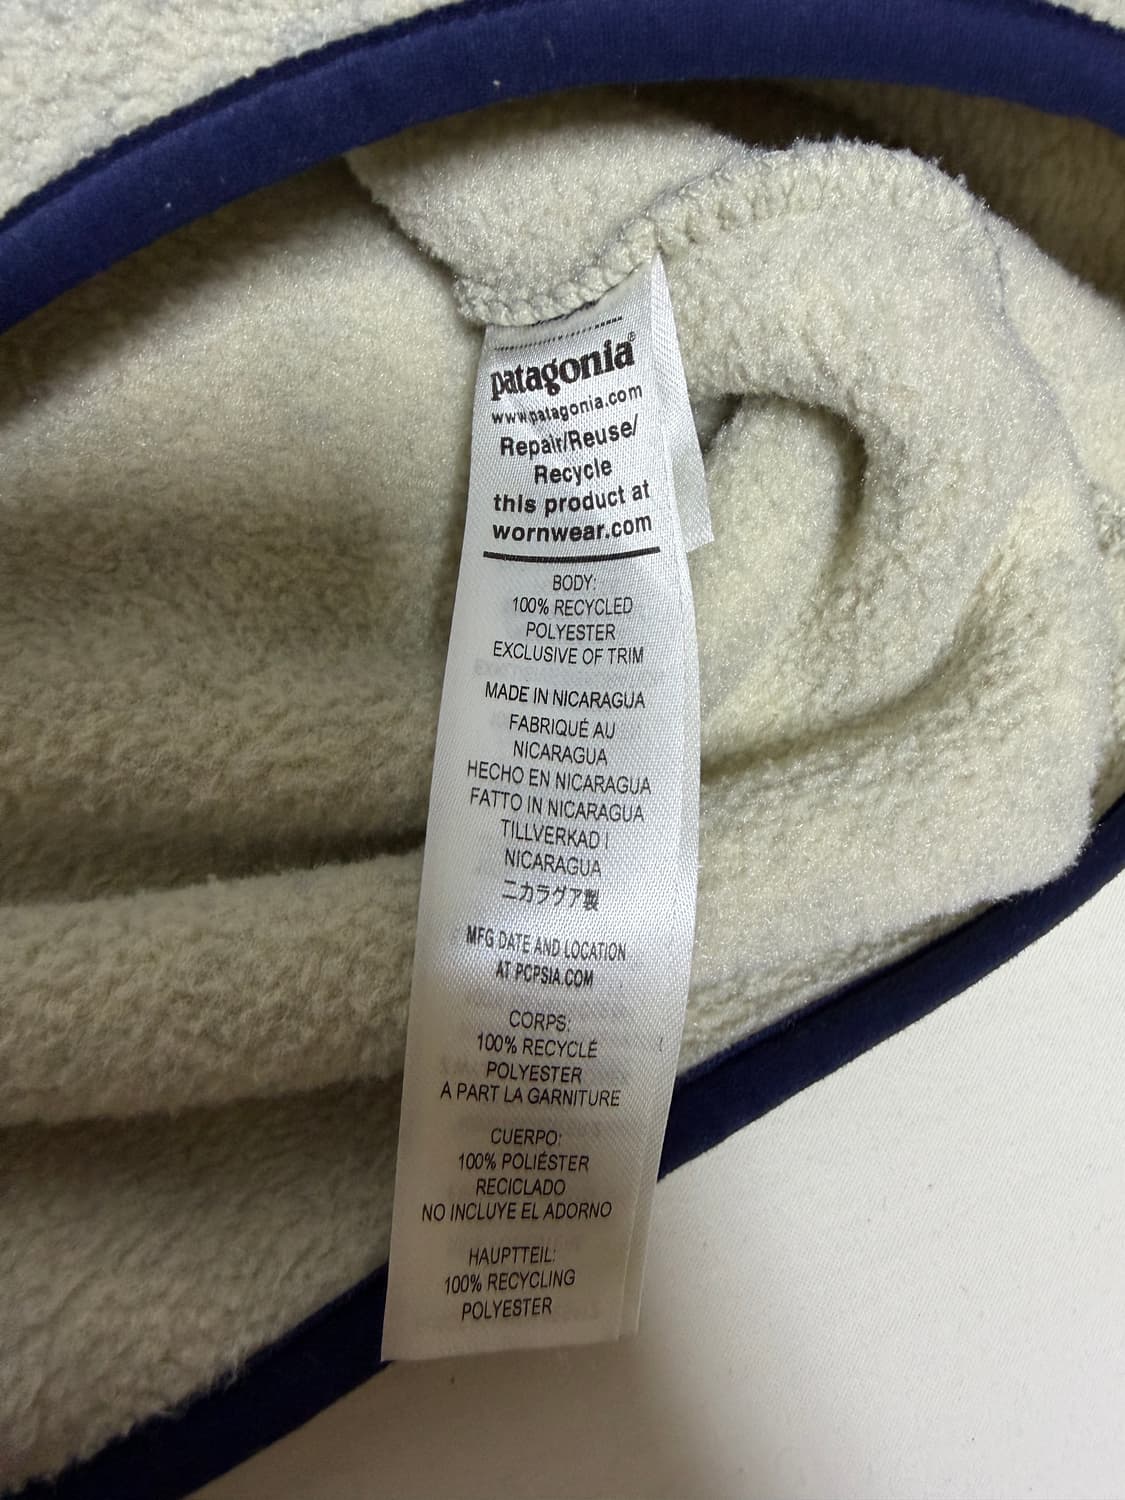 patagonia®
www.patagonia.com
Repair/Reuse/
Recycle
this product at
wornwear.com
BODY:
100% RECYCLED
POLYESTER
EXCLUSIVE OF TRIM
MADE IN NICARAGUA
FABRIQUÉ AU
NICARAGUA
HECHO EN NICARAGUA
FATTO IN NICARAGUA
TILLVERKAD I
NICARAGUA
ニカラグア製
MFG DATE AND LOCATION
AT PCPSIA.COM
CORPS:
100% RECYCLÉ
POLYESTER
A PART LA GARNITURE
CUERPO:
100% POLIÉSTER
RECICLADO
NO INCLUYE EL ADORNO
HAUPTTEIL:
100% RECYCLING
POLYESTER